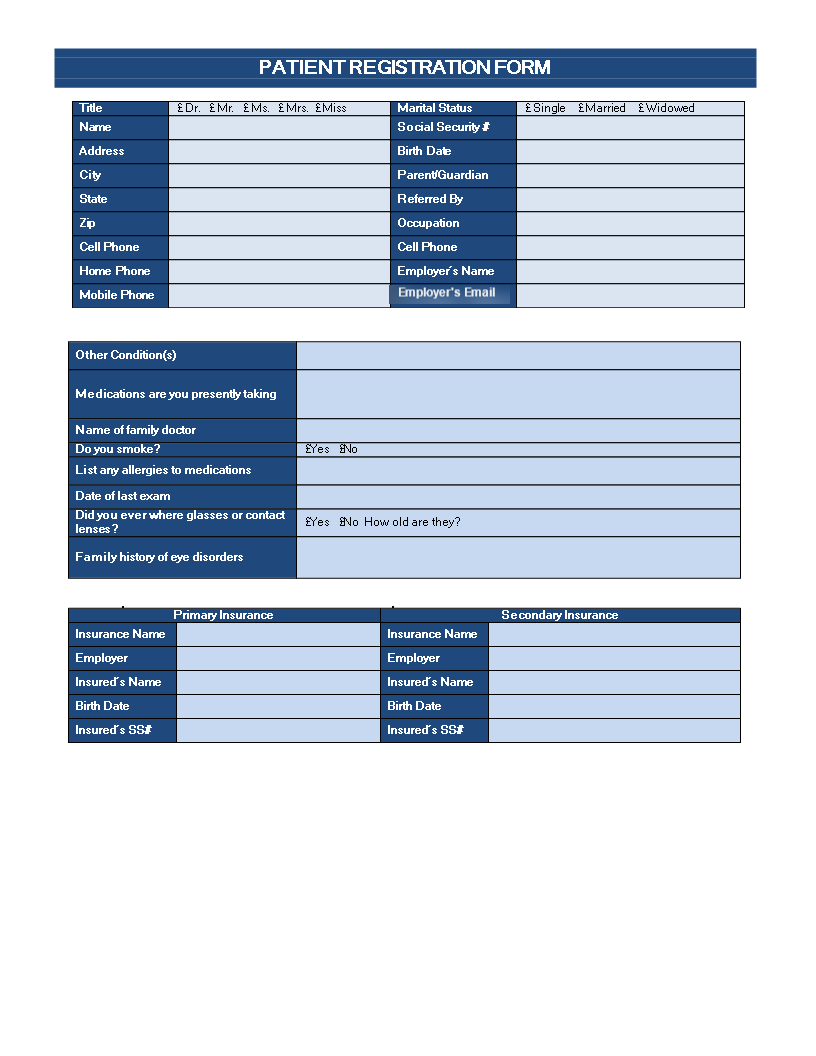 PATIENT REGISTRATION FORM
Title £Dr. £Mr. £Ms. £Mrs. £Miss Marital Status £Single £Married £Widowed
Name Social Security #
Address Birth Date
City Parent/Guardian
State Referred By
Zip Occupation
Cell Phone Cell Phone
Home Phone Employer´s Name
Mobile Phone Employer's Email
Other Condition(s)
Medications are you presently taking
Name of family doctor
Do you smoke? £Yes £No
List any allergies to medications
Date of last exam
Did you ever where glasses or contact
lenses? £Yes £No How old are they?
Family history of eye disorders
Primary Insurance Secondary Insurance
Insurance Name Insurance Name
Employer Employer
Insured´s Name Insured´s Name
Birth Date Birth Date
Insured´s SS# Insured´s SS#